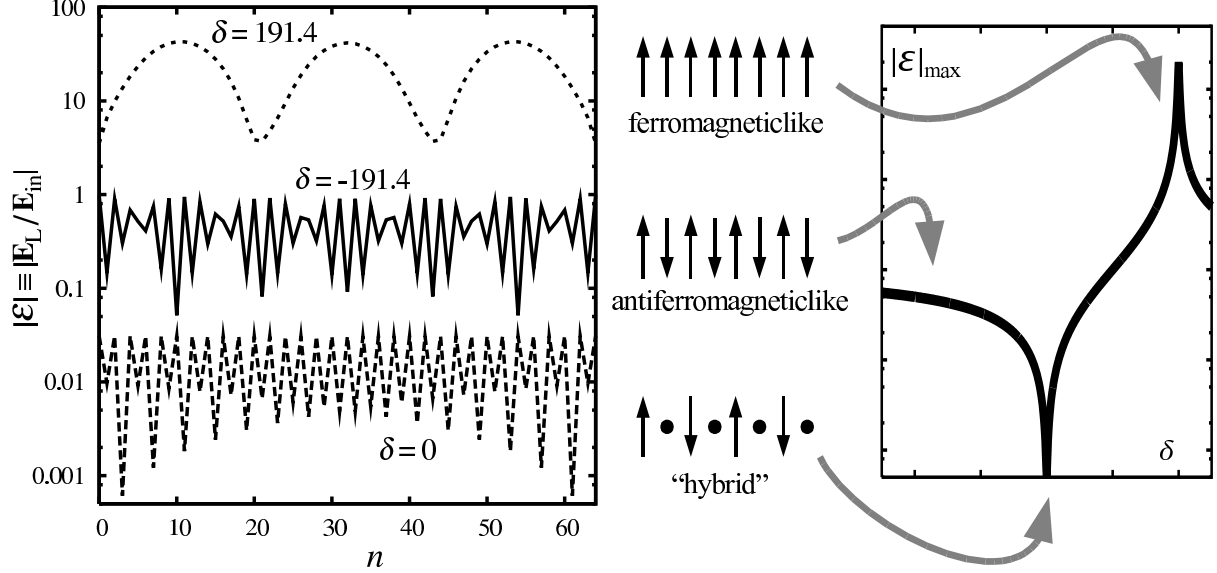 100
10
1
0.1
0.01
0.001
|ℰ| ≡ |E_L / E_in|
δ = 191.4
δ = -191.4
δ = 0
0 10 20 30 40 50 60
n
ferromagneticlike
antiferromagneticlike
“hybrid”
|ℰ|max
δ